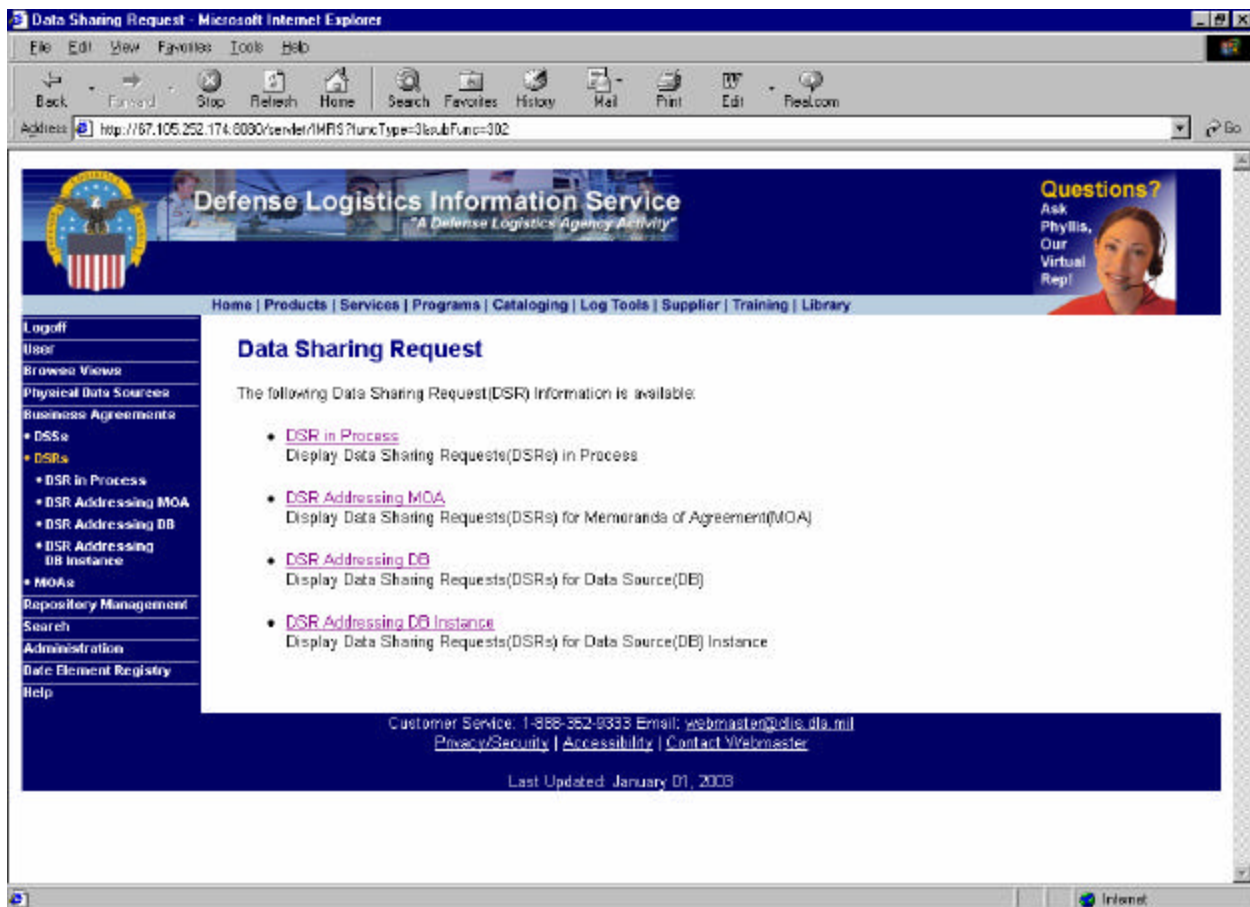 Data Sharing Request - Microsoft Internet Explorer
File Edit View Favorites Tools Help
Back Forward Stop Refresh Home Search Favorites History Mail Print Edit Real.com
Address http://67.105.252.174:8080/servlet/IMRIS?funcType=3&subFunc=302 Go
Defense Logistics Information Service
"A Defense Logistics Agency Activity"
Questions?
Ask
Phyllis,
Our
Virtual
Rep!
Home | Products | Services | Programs | Cataloging | Log Tools | Supplier | Training | Library
Logoff
User
Browse Views
Physical Data Sources
Business Agreements
• DSSs
• DSRs
• DSR in Process
• DSR Addressing MOA
• DSR Addressing DB
• DSR Addressing
DB Instance
• MOAs
Repository Management
Search
Administration
Date Element Registry
Help
Data Sharing Request
The following Data Sharing Request(DSR) Information is available:
• DSR in Process
Display Data Sharing Requests(DSRs) in Process
• DSR Addressing MOA
Display Data Sharing Requests(DSRs) for Memoranda of Agreement(MOA)
• DSR Addressing DB
Display Data Sharing Requests(DSRs) for Data Source(DB)
• DSR Addressing DB Instance
Display Data Sharing Requests(DSRs) for Data Source(DB) Instance
Customer Service: 1-888-352-9333 Email: webmaster@dlis.dla.mil
Privacy/Security | Accessibility | Contact Webmaster
Last Updated: January 01, 2003
Internet